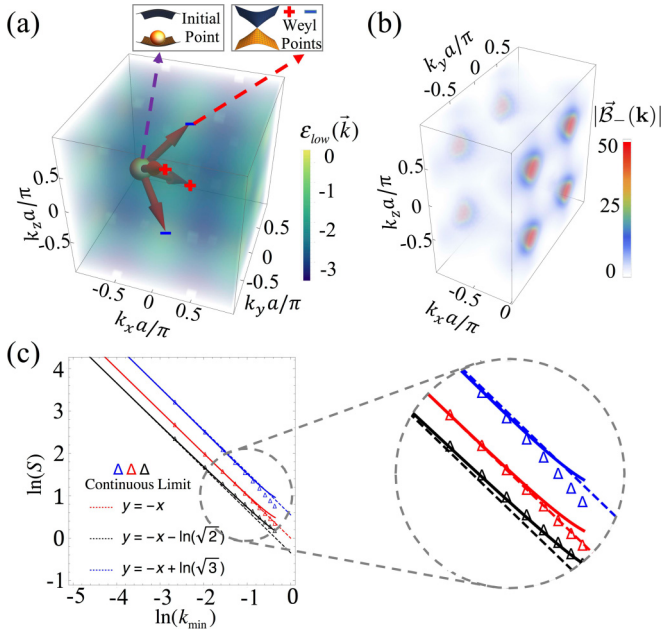 (a)
Initial
Point
+ −
Weyl
Points
ε_low(k⃗)
0
-1
-2
-3
0.5
0
-0.5
k_z a/π
-0.5
0
0.5
k_x a/π
-0.5
0
0.5
k_y a/π
(b)
k_y a/π
-0.5
0
0.5
k_z a/π
0.5
0
-0.5
k_x a/π
-0.5
0
|B⃗_−(k)|
50
25
0
(c)
ln(S)
4
3
2
1
0
-1
Δ Δ Δ
Continuous Limit
y = −x
y = −x − ln(√2)
y = −x + ln(√3)
-5 -4 -3 -2 -1 0
ln(k_min)